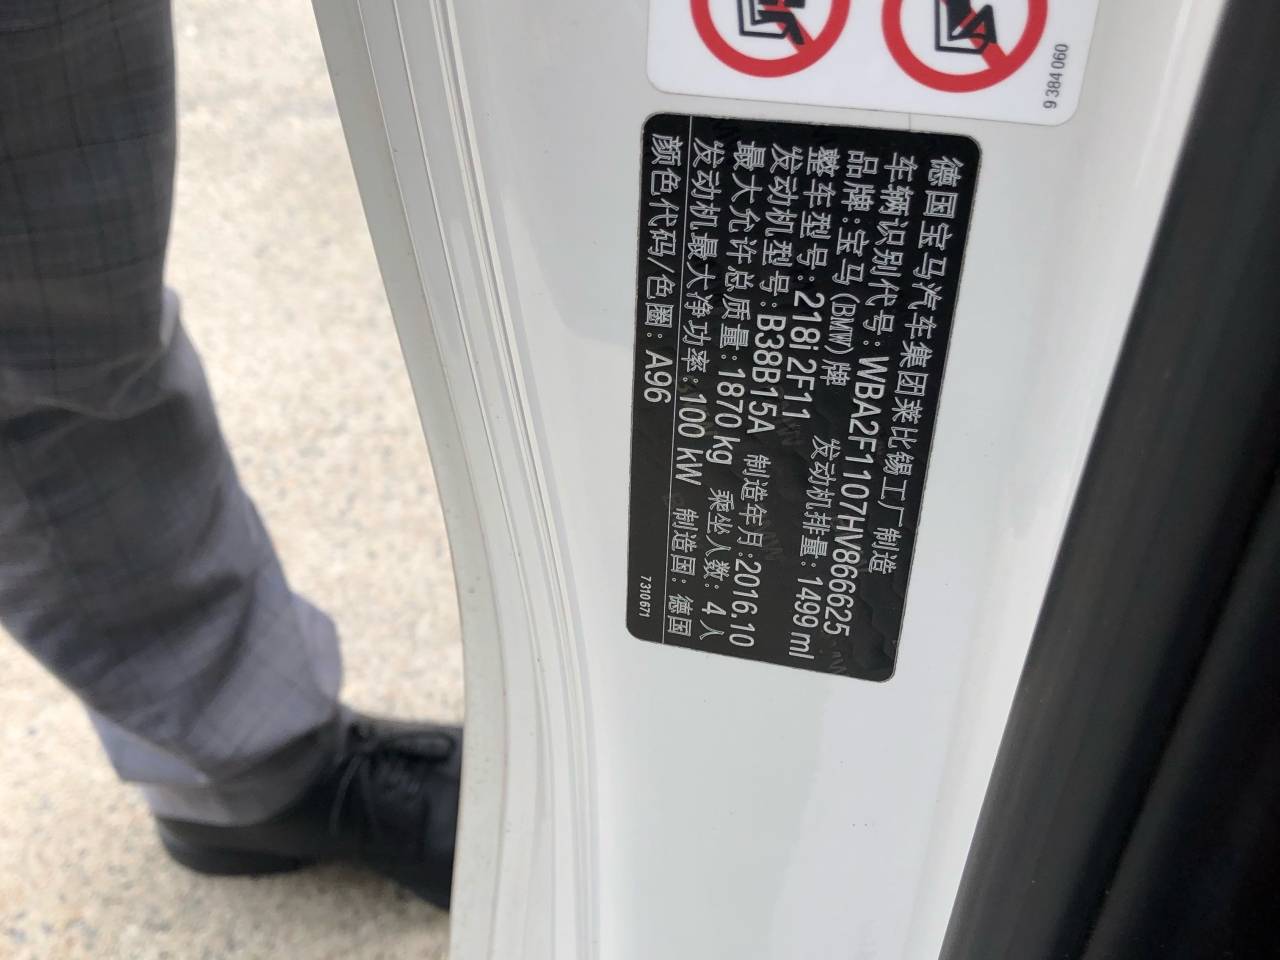 9 384 060
德国宝马汽车集团莱比锡工厂制造
车辆识别代号: WBA2F1107HV866625
品牌:宝马(BMW)牌 发动机排量: 1499 ml
整车型号: 218i 2F11
发动机型号: B38B15A 制造年月:2016.10
最大允许总质量: 1870 kg 乘坐人数: 4人
发动机最大净功率: 100 kW 制造国: 德国
颜色代码/色圈: A96
7 310 671